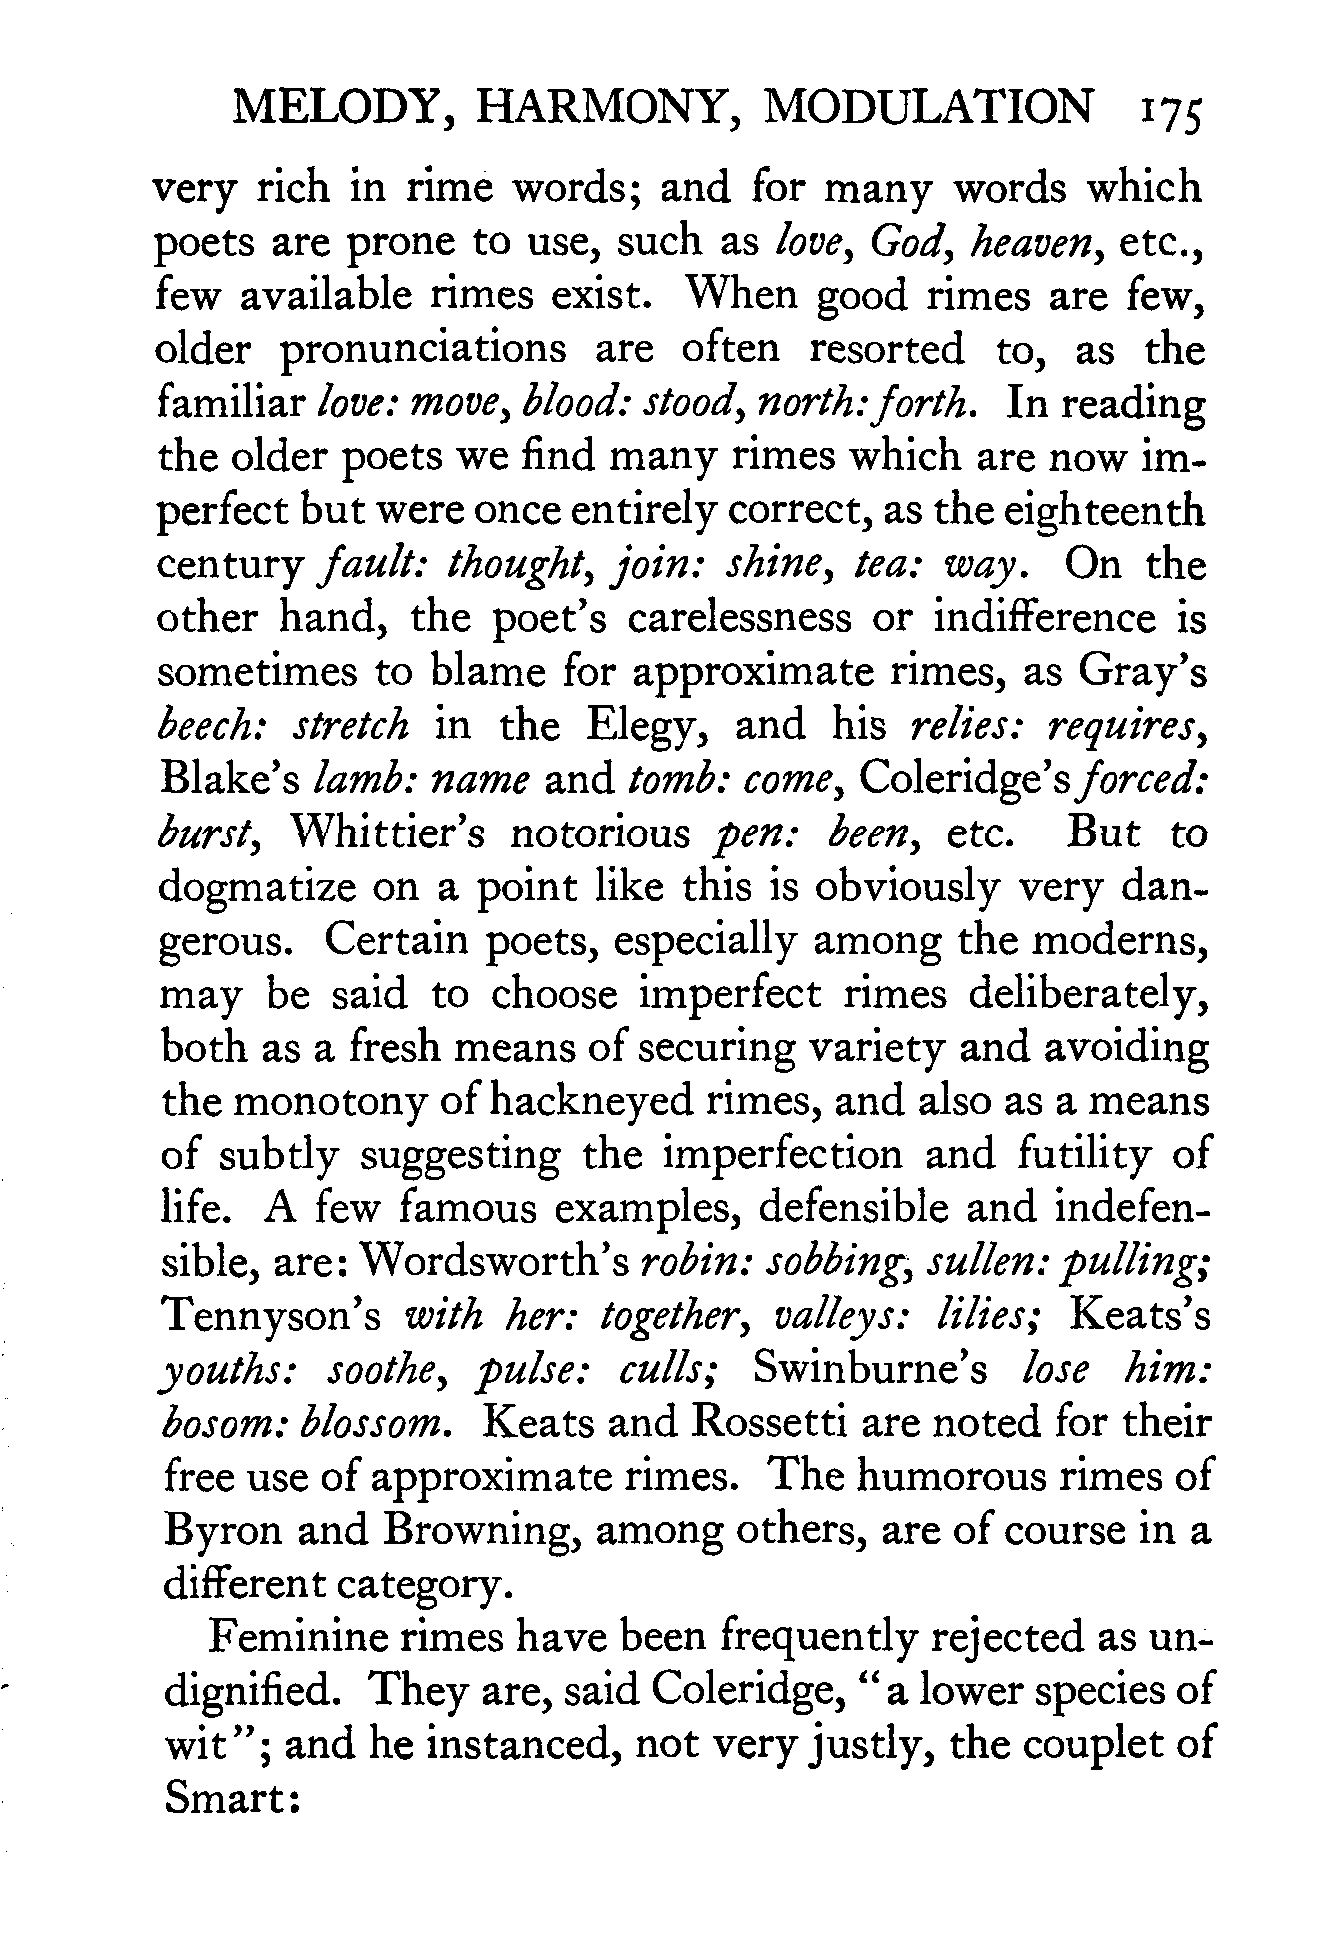 MELODY, HARMONY, MODULATION 175
very rich in rime words; and for many words which
poets are prone to use, such as love, God, heaven, etc.,
few available rimes exist. When good rimes are few,
older pronunciations are often resorted to, as the
familiar love: move, blood: stood, north: forth. In reading
the older poets we find many rimes which are now im-
perfect but were once entirely correct, as the eighteenth
century fault: thought, join: shine, tea: way. On the
other hand, the poet's carelessness or indifference is
sometimes to blame for approximate rimes, as Gray's
beech: stretch in the Elegy, and his relies: requires,
Blake's lamb: name and tomb: come, Coleridge's forced:
burst, Whittier's notorious pen: been, etc. But to
dogmatize on a point like this is obviously very dan-
gerous. Certain poets, especially among the moderns,
may be said to choose imperfect rimes deliberately,
both as a fresh means of securing variety and avoiding
the monotony of hackneyed rimes, and also as a means
of subtly suggesting the imperfection and futility of
life. A few famous examples, defensible and indefen-
sible, are: Wordsworth's robin: sobbing, sullen: pulling;
Tennyson's with her: together, valleys: lilies; Keats's
youths: soothe, pulse: culls; Swinburne's lose him:
bosom: blossom. Keats and Rossetti are noted for their
free use of approximate rimes. The humorous rimes of
Byron and Browning, among others, are of course in a
different category.
Feminine rimes have been frequently rejected as un-
dignified. They are, said Coleridge, "a lower species of
wit"; and he instanced, not very justly, the couplet of
Smart: